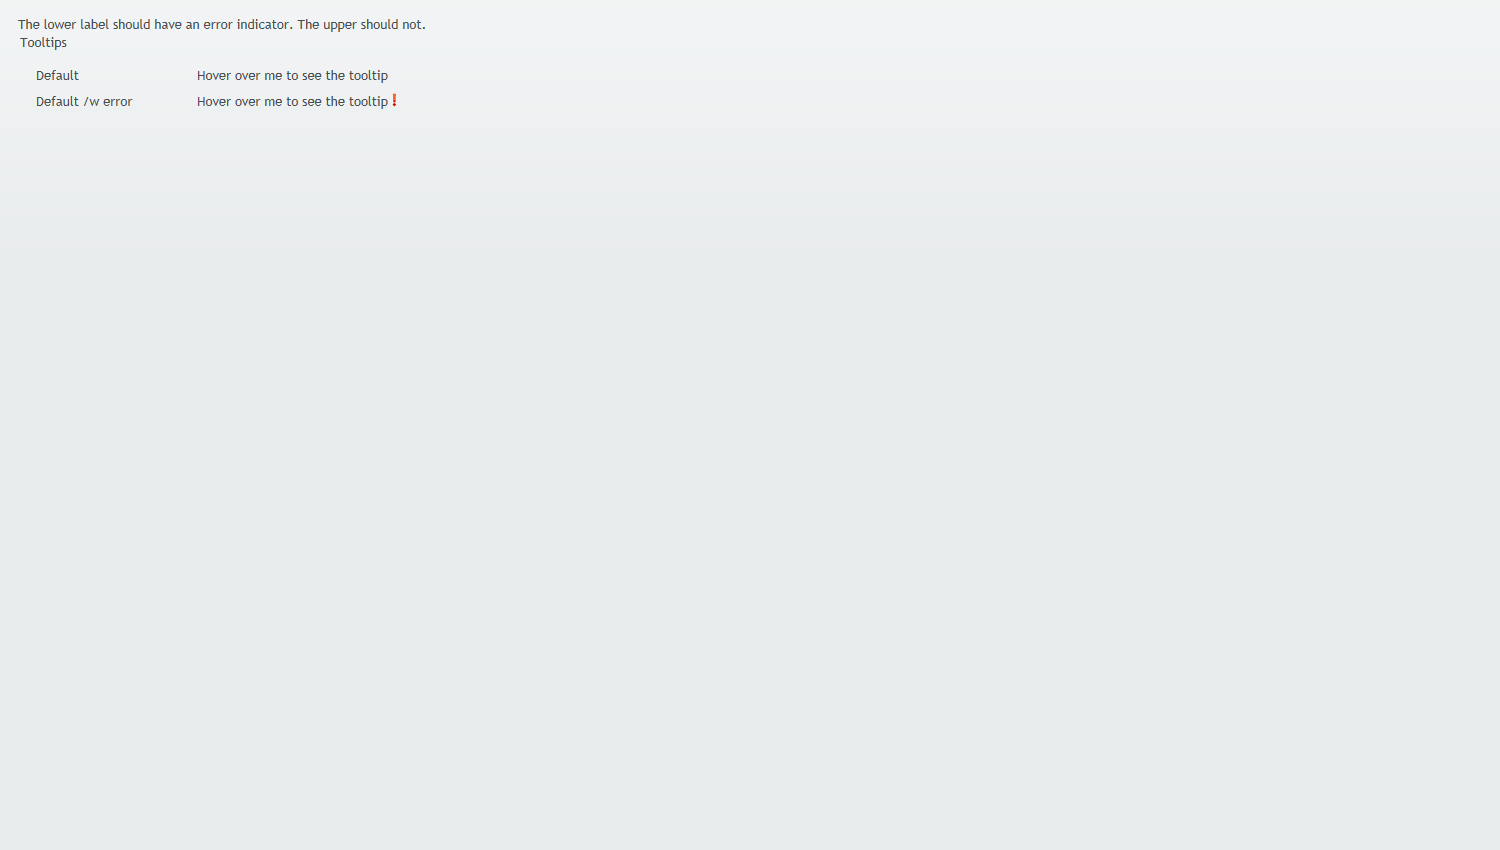 The lower label should have an error indicator. The upper should not.
Tooltips
Default Hover over me to see the tooltip
Default /w error Hover over me to see the tooltip !